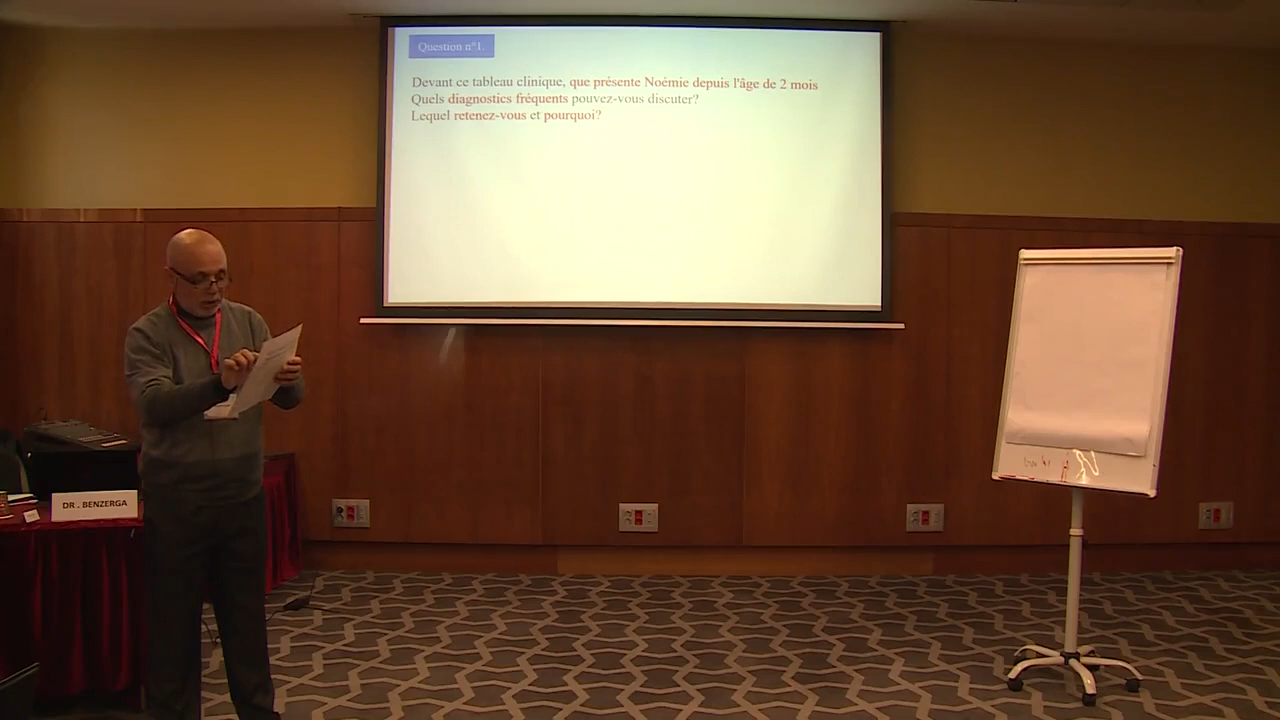 Question n°1.
Devant ce tableau clinique, que présente Noémie depuis l'âge de 2 mois
Quels diagnostics fréquents pouvez-vous discuter?
Lequel retenez-vous et pourquoi?
DR . BENZERGA